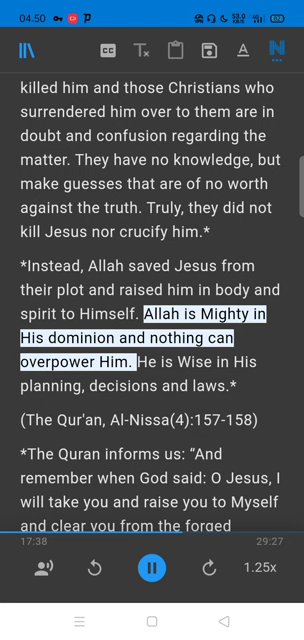 04.50
53.0
KB/S
killed him and those Christians who
surrendered him over to them are in
doubt and confusion regarding the
matter. They have no knowledge, but
make guesses that are of no worth
against the truth. Truly, they did not
kill Jesus nor crucify him.*
*Instead, Allah saved Jesus from
their plot and raised him in body and
spirit to Himself. Allah is Mighty in
His dominion and nothing can
overpower Him. He is Wise in His
planning, decisions and laws.*
(The Qur'an, Al-Nissa(4):157-158)
*The Quran informs us: “And
remember when God said: O Jesus, I
will take you and raise you to Myself
and clear you from the forged
17:38
29:27
1.25x